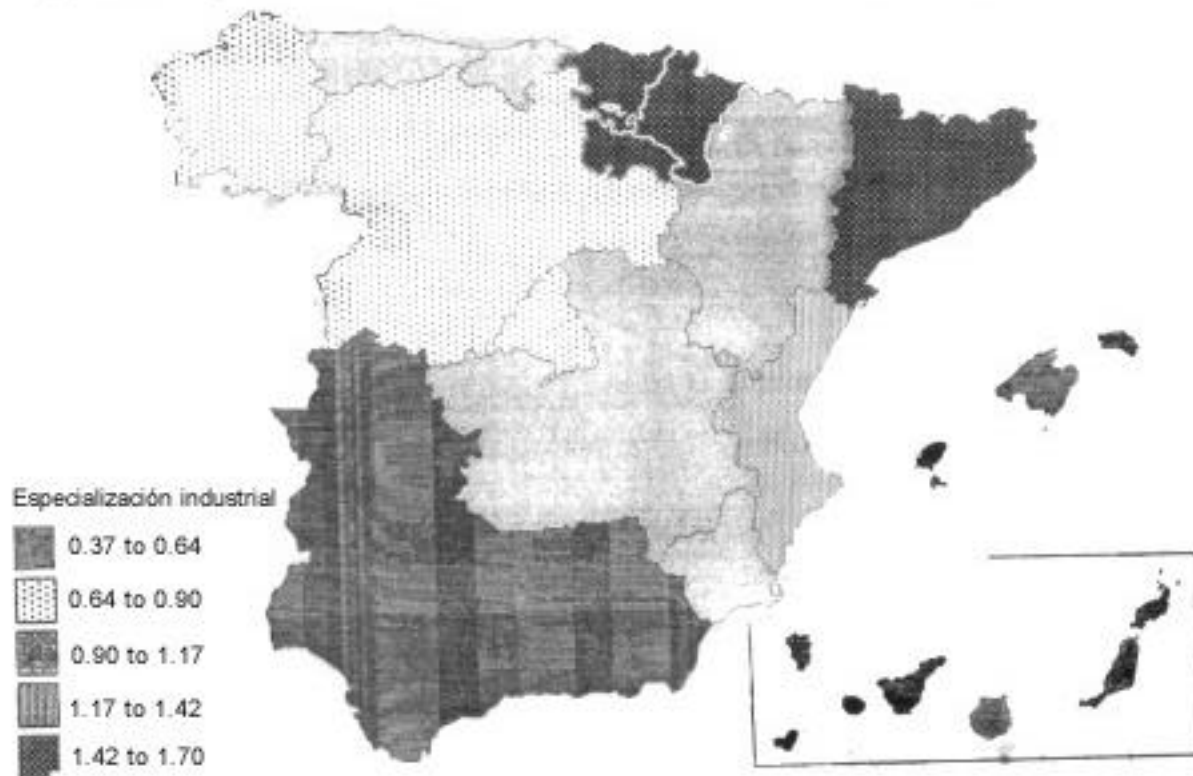 Especialización industrial
0.37 to 0.64
0.64 to 0.90
0.90 to 1.17
1.17 to 1.42
1.42 to 1.70